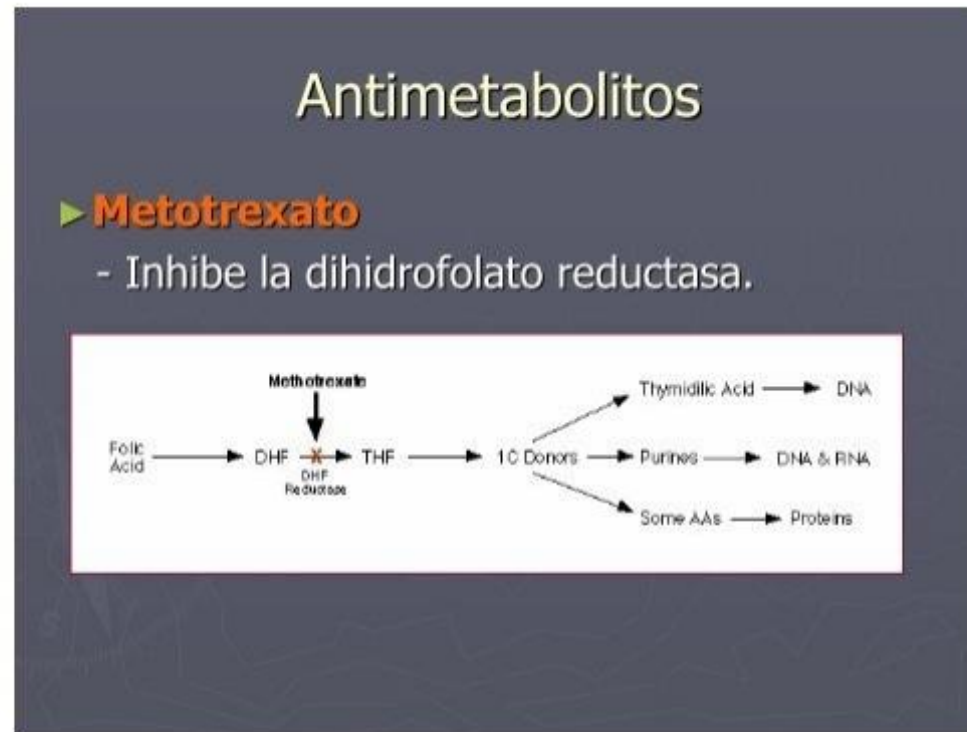 Antimetabolitos
►Metotrexato
- Inhibe la dihidrofolato reductasa.
Methotrexate
Thymidilic Acid
DNA
Folic
Acid
DHF
X
THF
1C Donors
Purines
DNA & RNA
DHF
Reductase
Some AAs
Proteins